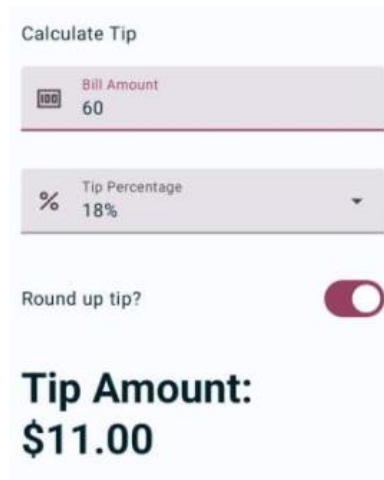 Calculate Tip
Bill Amount
60
Tip Percentage
18%
Round up tip?
Tip Amount:
$11.00